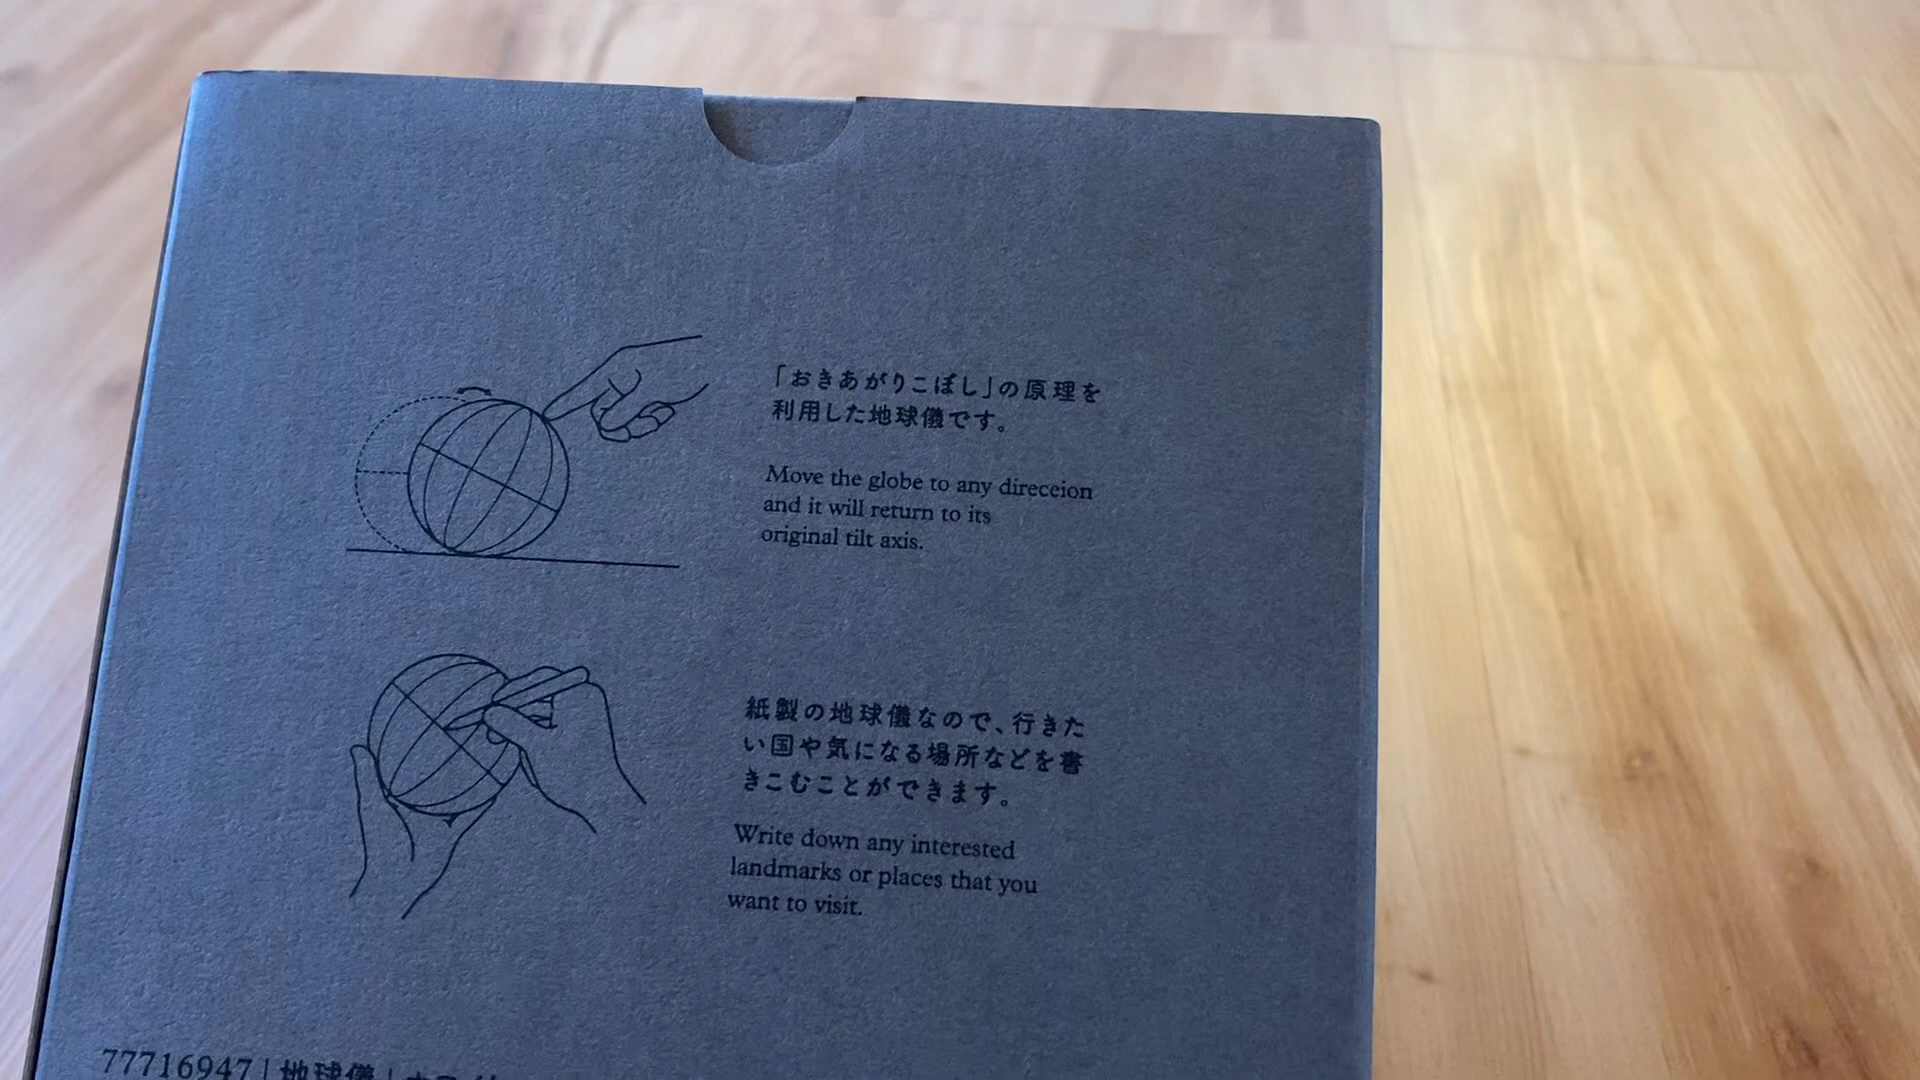 「おきあがりこぼし」の原理を
利用した地球儀です。
Move the globe to any direceion
and it will return to its
original tilt axis.
紙製の地球儀なので、行きた
い国や気になる場所などを書
きこむことができます。
Write down any interested
landmarks or places that you
want to visit.
77716947 | 地球儀 |